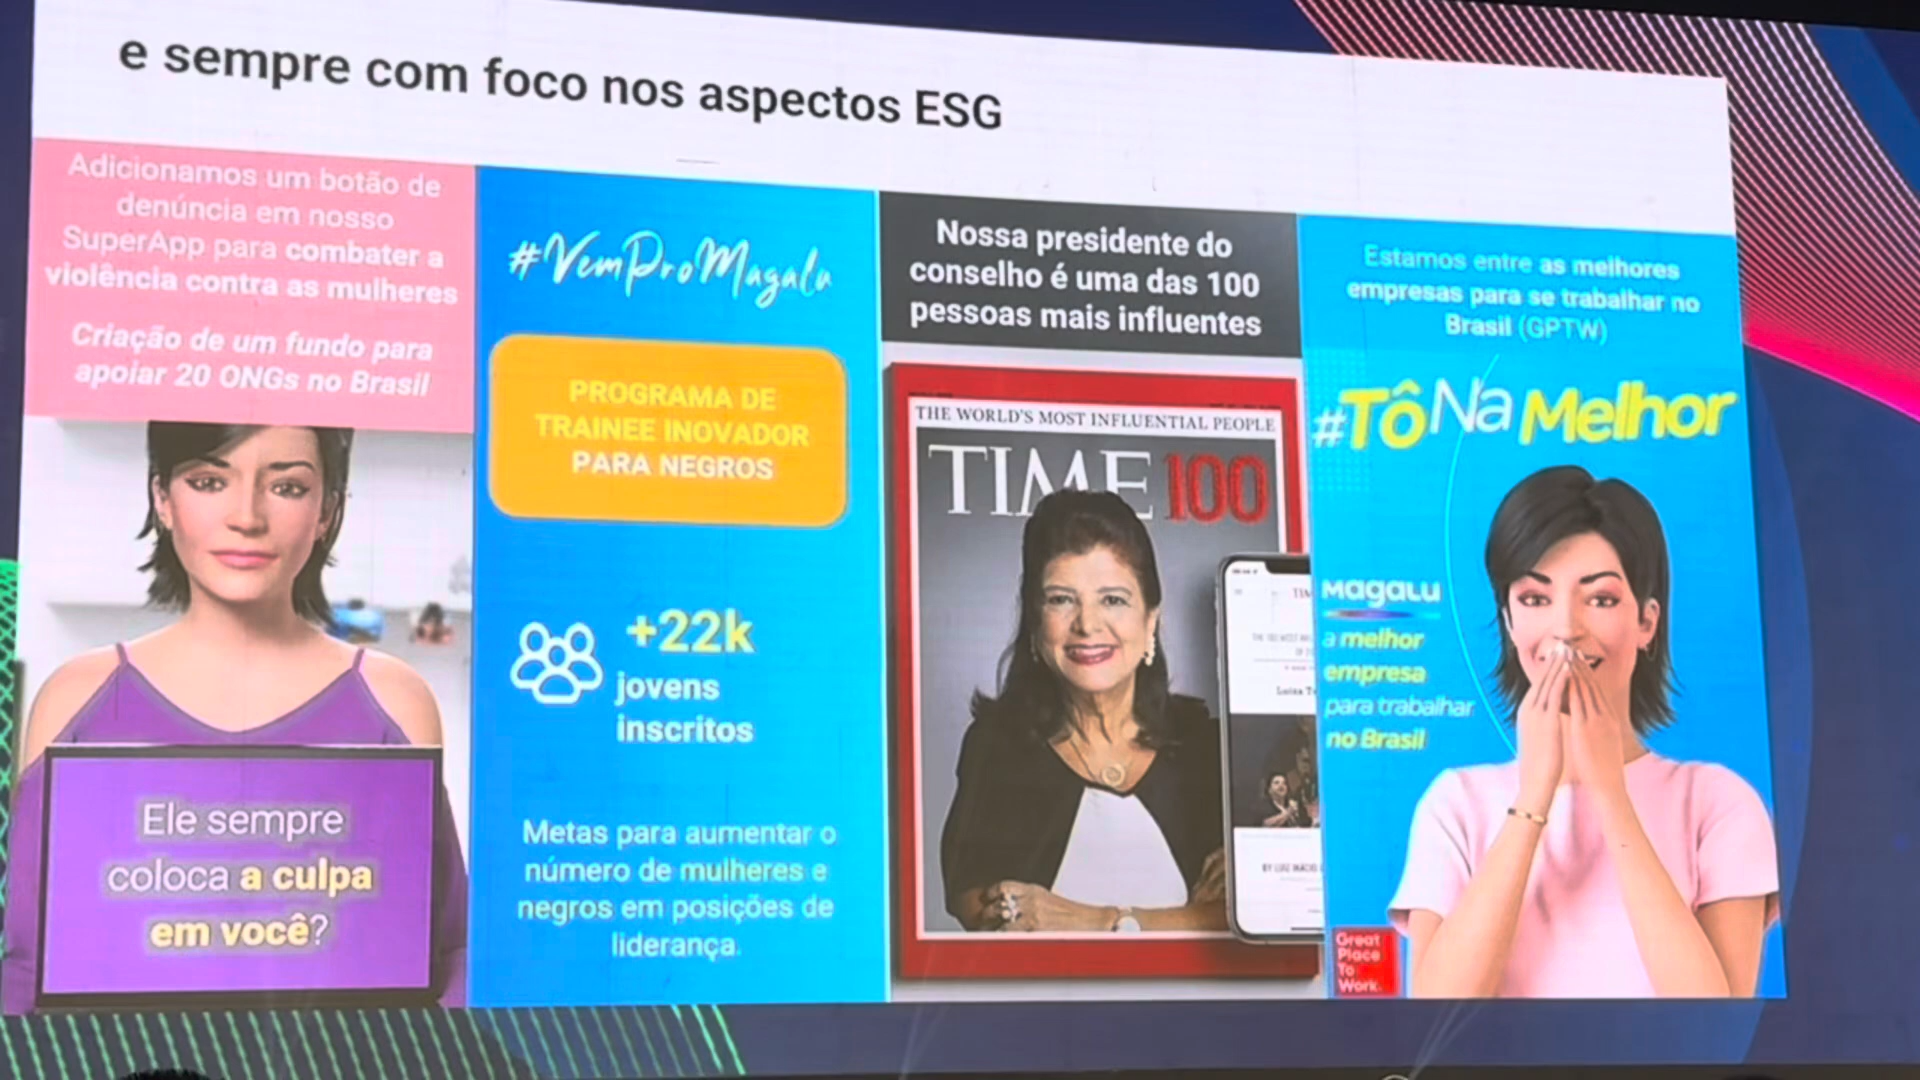 e sempre com foco nos aspectos ESG
Adicionamos um botão de
denúncia em nosso
SuperApp para combater a
violência contra as mulheres
Criação de um fundo para
apoiar 20 ONGs no Brasil
Ele sempre
coloca a culpa
em você?
#VemProMagalu
PROGRAMA DE
TRAINEE INOVADOR
PARA NEGROS
+22k
jovens
inscritos
Metas para aumentar o
número de mulheres e
negros em posições de
liderança.
Nossa presidente do
conselho é uma das 100
pessoas mais influentes
THE WORLD'S MOST INFLUENTIAL PEOPLE
TIME 100
Estamos entre as melhores
empresas para se trabalhar no
Brasil (GPTW)
#TôNaMelhor
Magalu
a melhor
empresa
para trabalhar
no Brasil
Great
Place
To
Work.